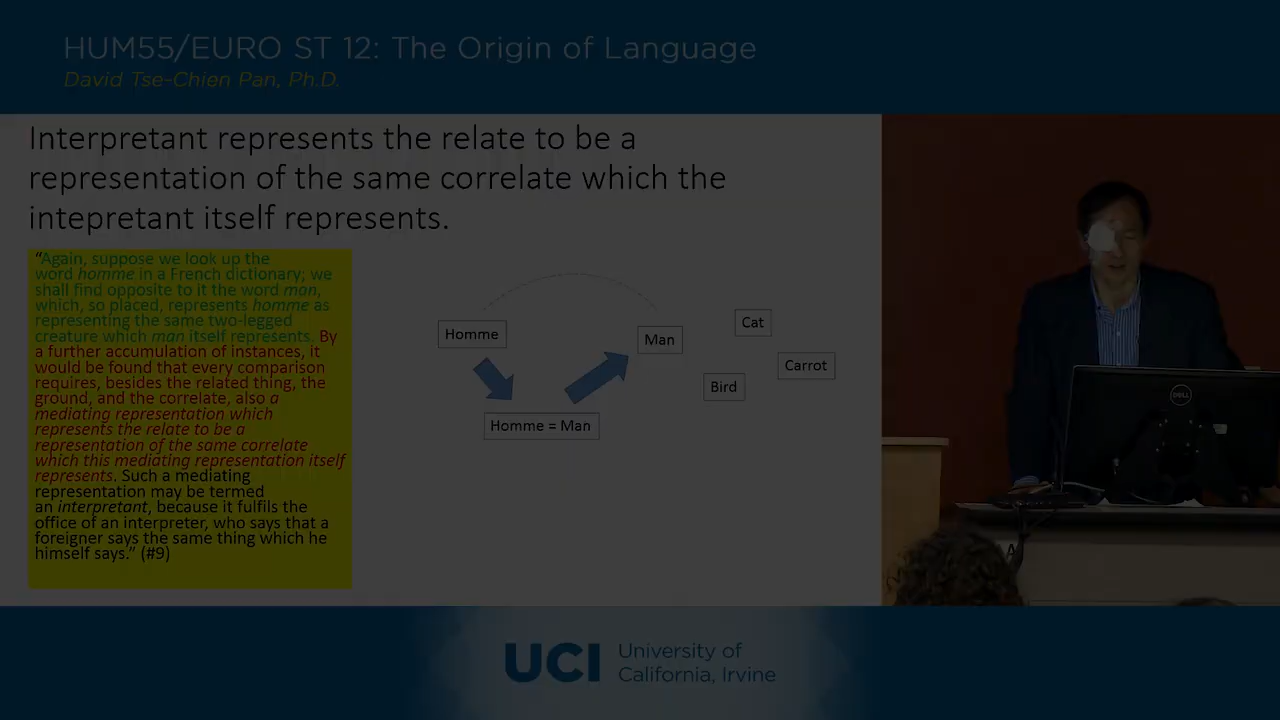 HUM55/EURO ST 12: The Origin of Language
David Tse-Chien Pan, Ph.D.
Interpretant represents the relate to be a
representation of the same correlate which the
intepretant itself represents.
“Again, suppose we look up the
word homme in a French dictionary; we
shall find opposite to it the word man,
which, so placed, represents homme as
representing the same two-legged
creature which man itself represents. By
a further accumulation of instances, it
would be found that every comparison
requires, besides the related thing, the
ground, and the correlate, also a
mediating representation which
represents the relate to be a
representation of the same correlate
which this mediating representation itself
represents. Such a mediating
representation may be termed
an interpretant, because it fulfils the
office of an interpreter, who says that a
foreigner says the same thing which he
himself says.” (#9)
Homme
Man
Cat
Carrot
Bird
Homme = Man
DELL
UCI University of
California, Irvine